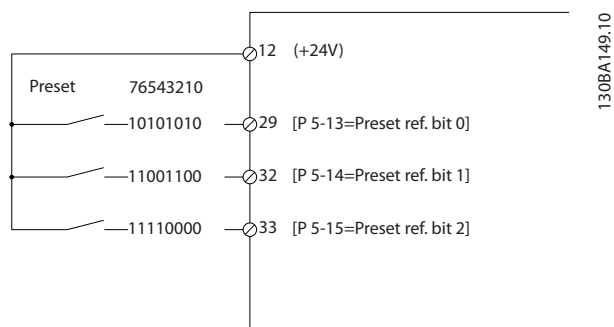 12 (+24V)
Preset 76543210
10101010 29 [P 5-13=Preset ref. bit 0]
11001100 32 [P 5-14=Preset ref. bit 1]
11110000 33 [P 5-15=Preset ref. bit 2]
130BA149.10